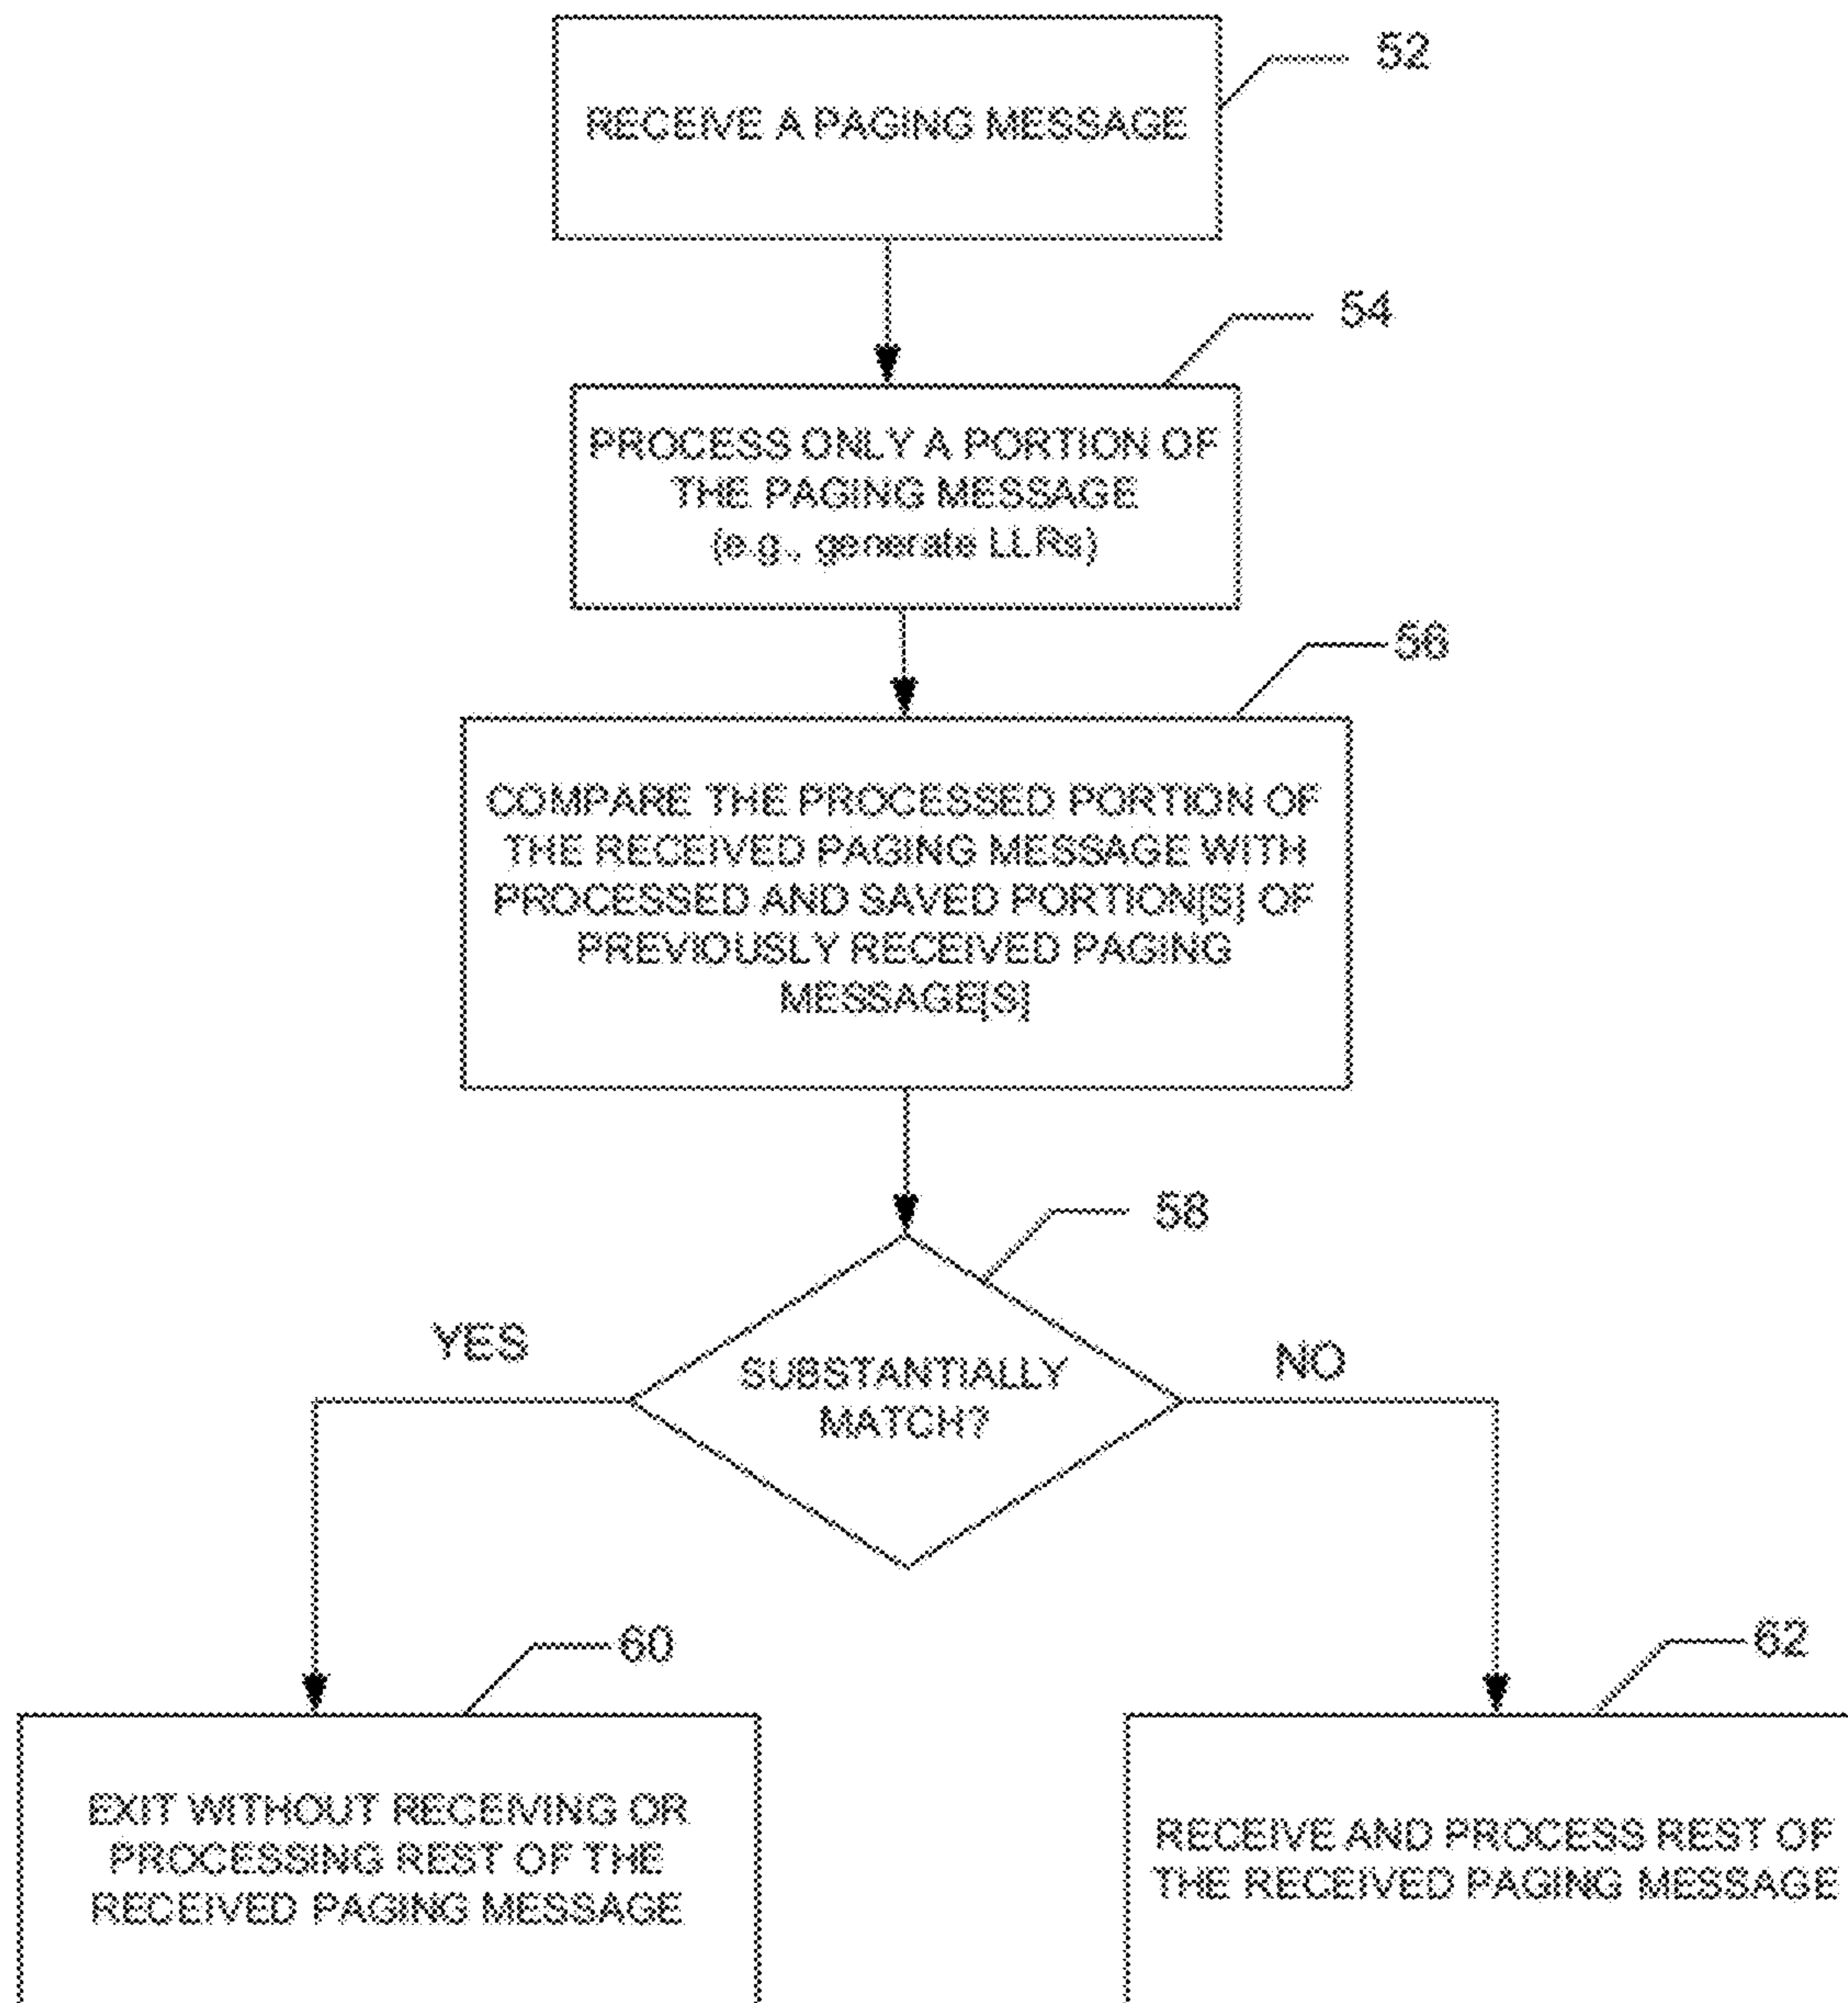 52
RECEIVE A PAGING MESSAGE
54
PROCESS ONLY A PORTION OF
THE PAGING MESSAGE
(e.g., generate LLRs)
56
COMPARE THE PROCESSED PORTION OF
THE RECEIVED PAGING MESSAGE WITH
PROCESSED AND SAVED PORTION[S] OF
PREVIOUSLY RECEIVED PAGING
MESSAGE[S]
58
YES
NO
SUBSTANTIALLY
MATCH?
60
62
EXIT WITHOUT RECEIVING OR
PROCESSING REST OF THE
RECEIVED PAGING MESSAGE
RECEIVE AND PROCESS REST OF
THE RECEIVED PAGING MESSAGE